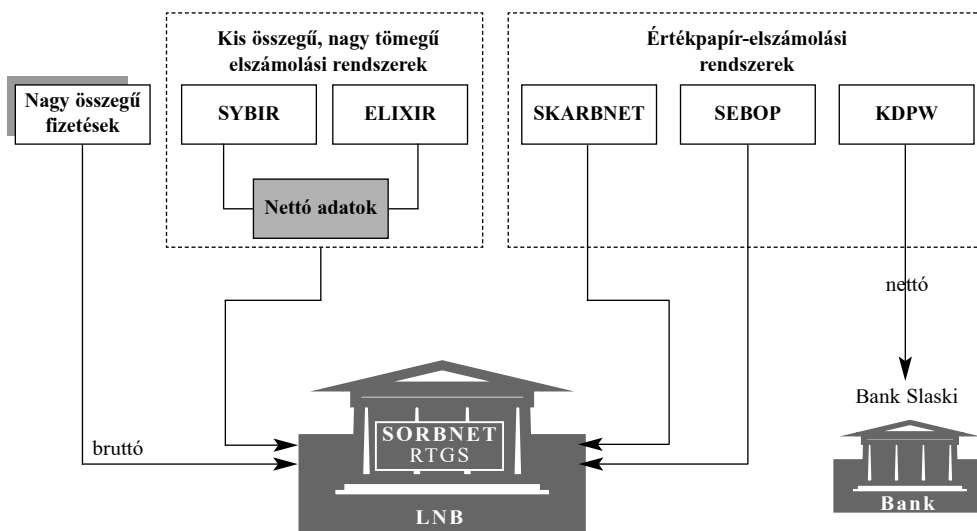 Kis összegű, nagy tömegű
elszámolási rendszerek
Értékpapír-elszámolási
rendszerek
Nagy összegű
fizetések
SYBIR
ELIXIR
SKARBNET
SEBOP
KDPW
Nettó adatok
nettó
Bank Slaski
bruttó
SORBNET
RTGS
LNB
Bank